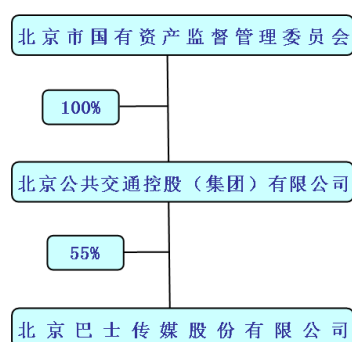 北京市国有资产监督管理委员会
100%
北京公共交通控股（集团）有限公司
55%
北京巴士传媒股份有限公司